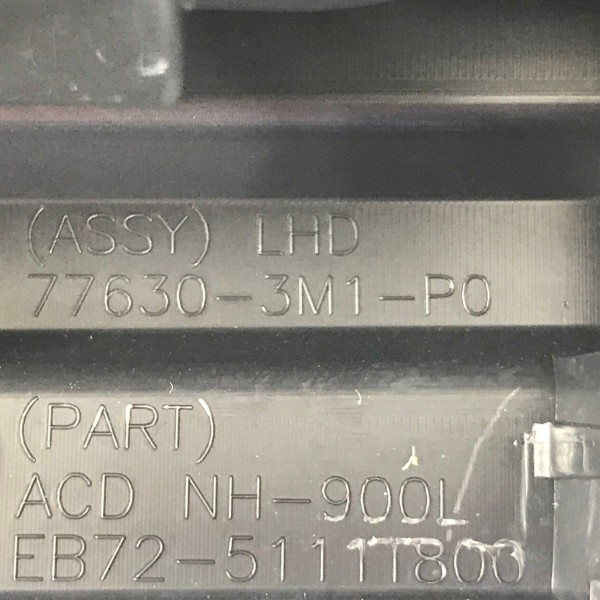 (ASSY) LHD
77630-3M1-P0
(PART)
ACD NH-900L
EB72-5111T800